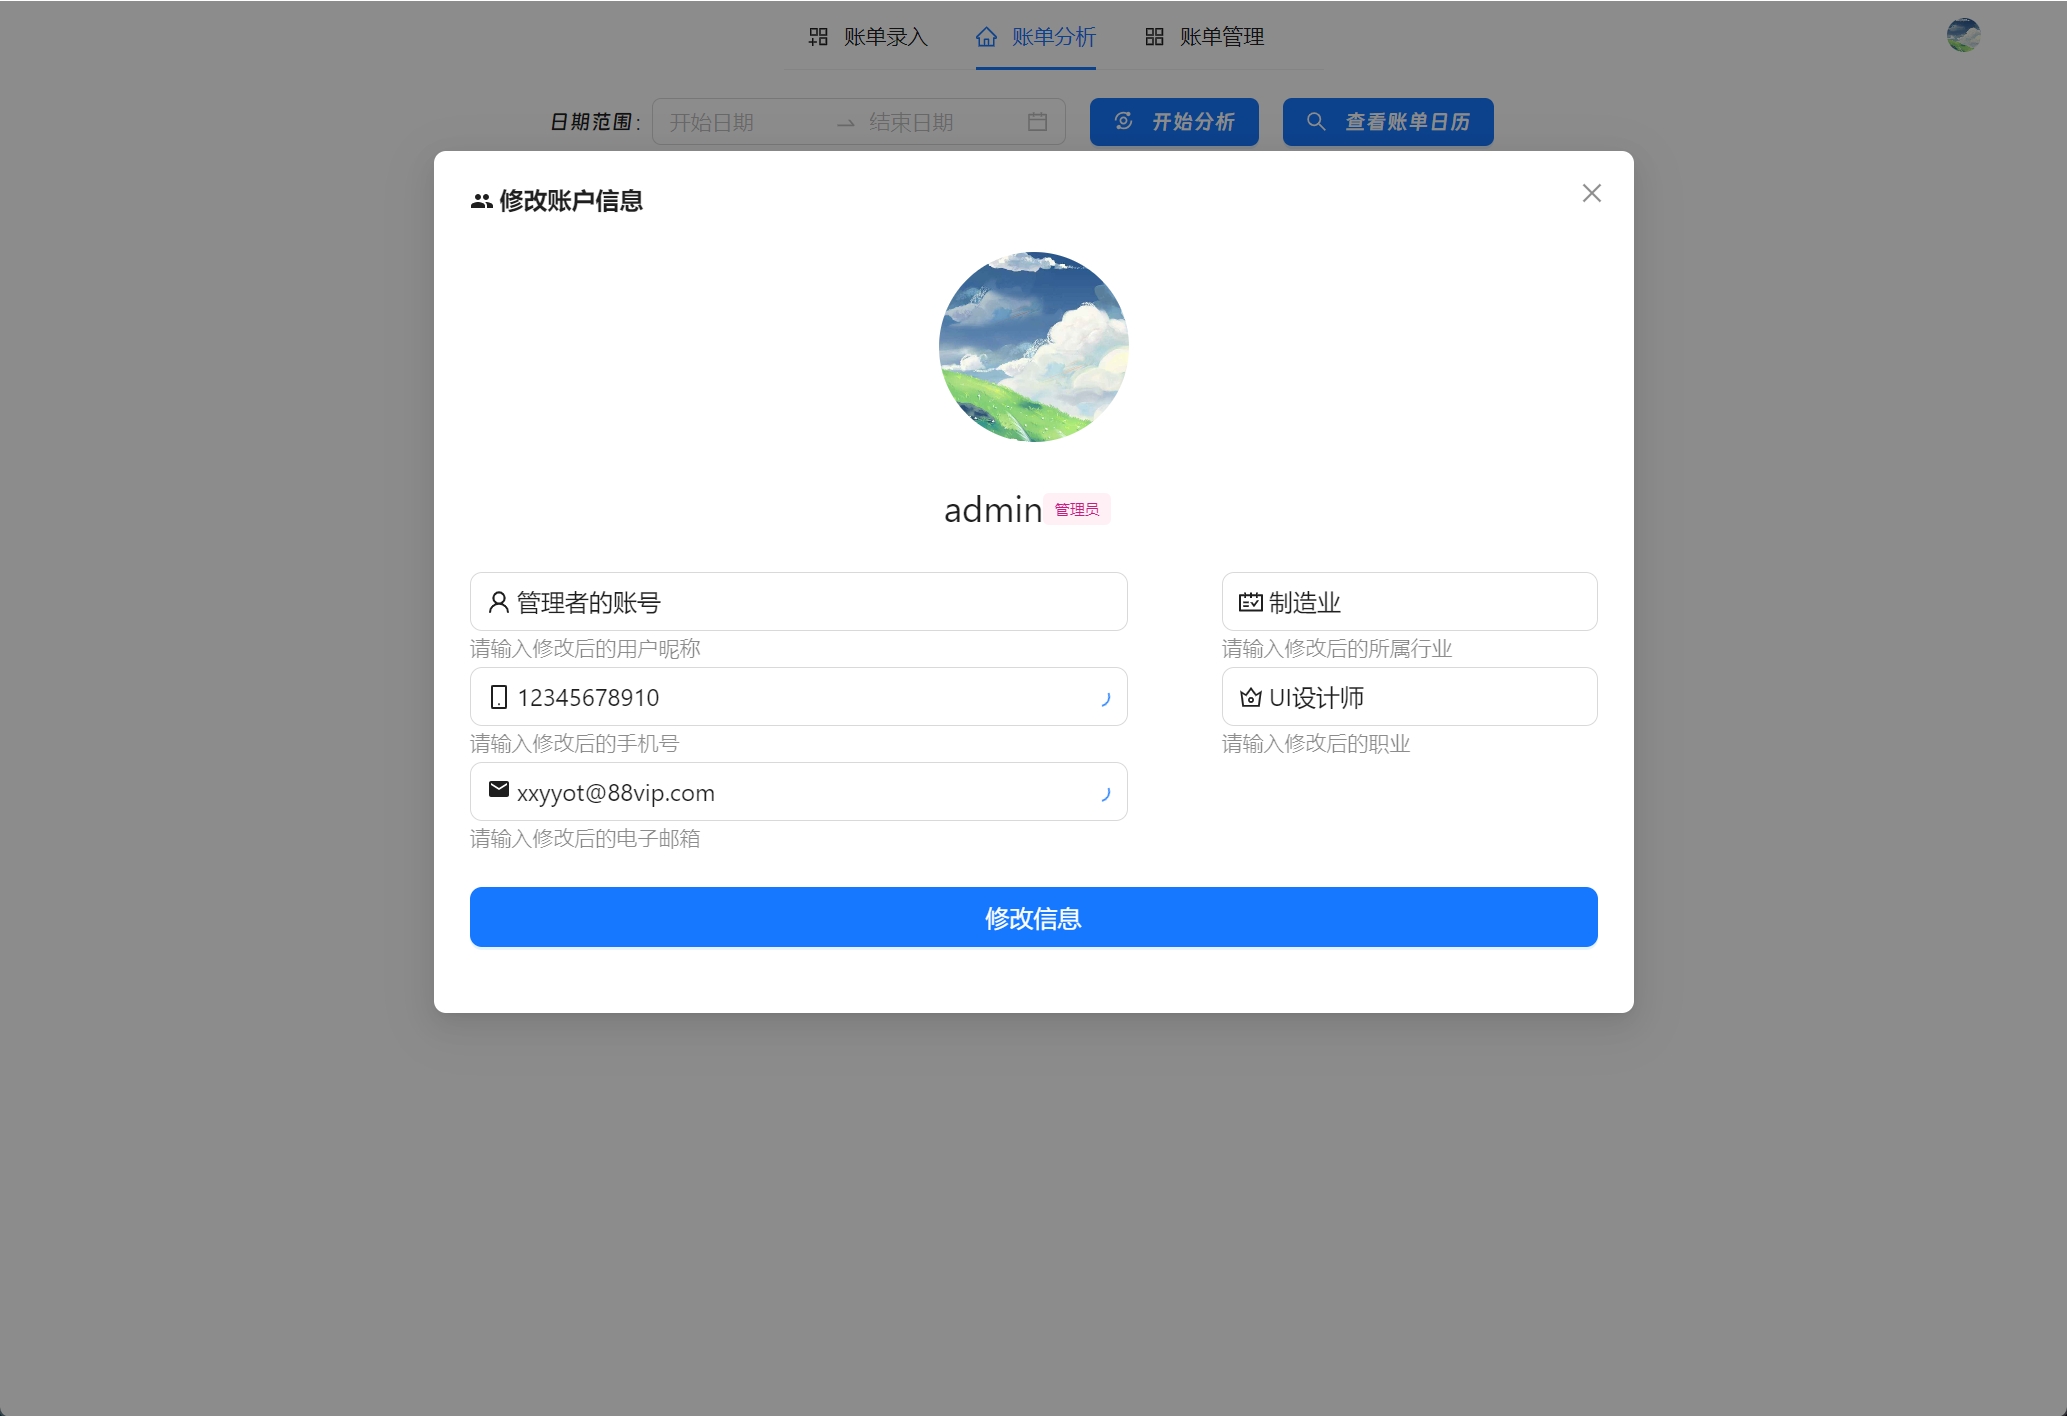 账单录入 账单分析 账单管理
日期范围: 开始日期 结束日期 开始分析 查看账单日历
修改账户信息
admin 管理员
管理者的账号 制造业
请输入修改后的用户昵称 请输入修改后的所属行业
12345678910 UI设计师
请输入修改后的手机号 请输入修改后的职业
xxyyot@88vip.com
请输入修改后的电子邮箱
修改信息